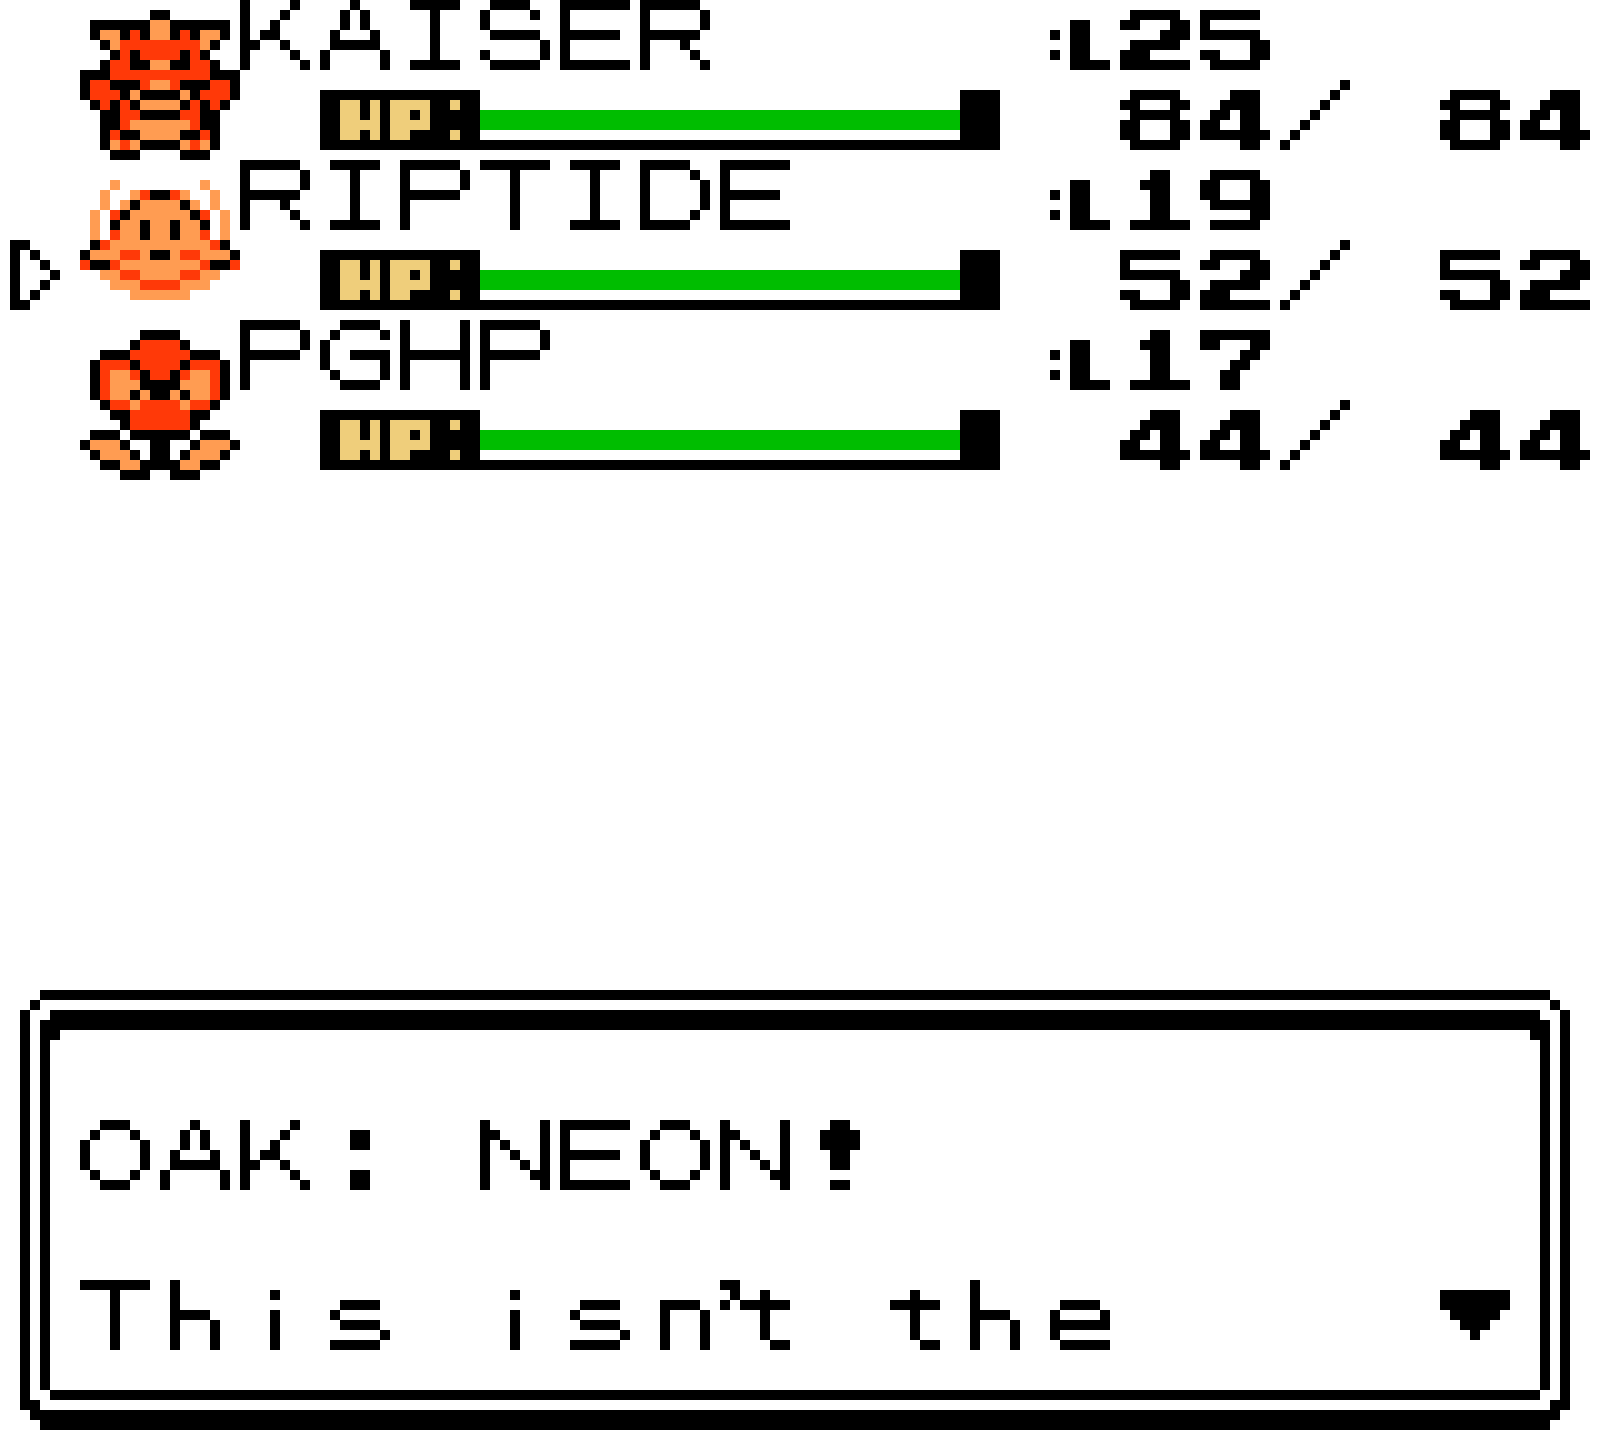 KAISER :L25
HP: 84/ 84
RIPTIDE :L19
HP: 52/ 52
PGHP :L17
HP: 44/ 44
OAK: NEON!
This isn't the